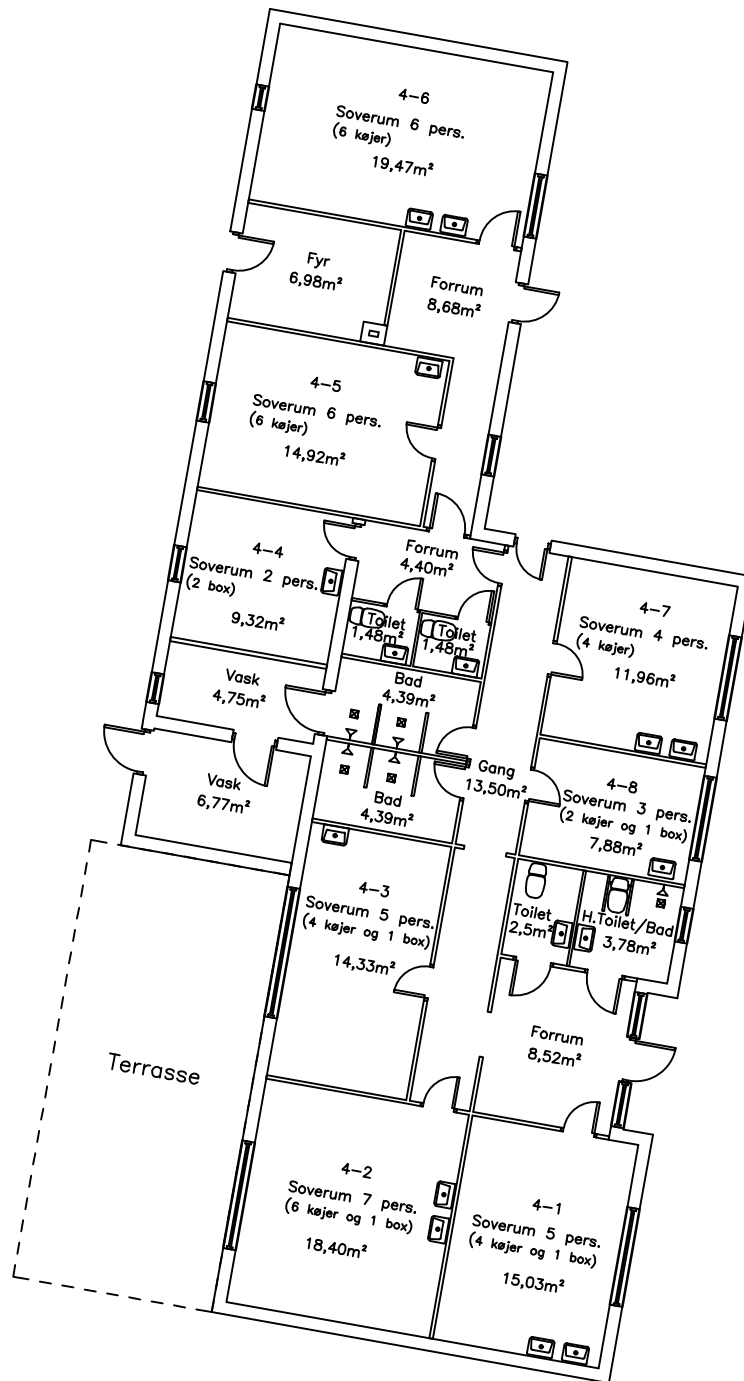 4-6
Soverum 6 pers.
(6 køjer)
19,47m²
Fyr
6,98m²
Forrum
8,68m²
4-5
Soverum 6 pers.
(6 køjer)
14,92m²
4-4
Soverum 2 pers.
(2 box)
9,32m²
Forrum
4,40m²
Toilet
1,48m²
Toilet
1,48m²
4-7
Soverum 4 pers.
(4 køjer)
11,96m²
Vask
4,75m²
Bad
4,39m²
Vask
6,77m²
Bad
4,39m²
Gang
13,50m²
4-8
Soverum 3 pers.
(2 køjer og 1 box)
7,88m²
4-3
Soverum 5 pers.
(4 køjer og 1 box)
14,33m²
Toilet
2,5m²
H.Toilet/Bad
3,78m²
Forrum
8,52m²
Terrasse
4-2
Soverum 7 pers.
(6 køjer og 1 box)
18,40m²
4-1
Soverum 5 pers.
(4 køjer og 1 box)
15,03m²